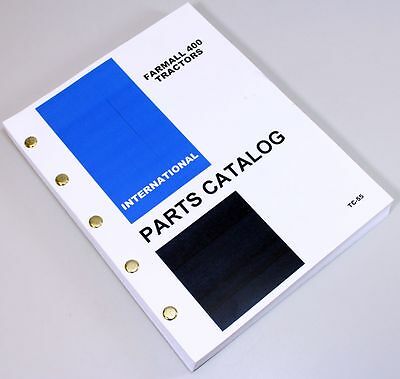 FARMALL 400
TRACTORS
INTERNATIONAL
PARTS CATALOG
TC-55